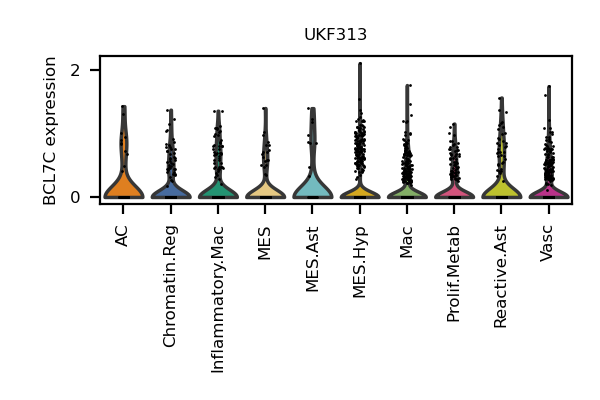 UKF313
BCL7C expression
2
0
AC
Chromatin.Reg
Inflammatory.Mac
MES
MES.Ast
MES.Hyp
Mac
Prolif.Metab
Reactive.Ast
Vasc